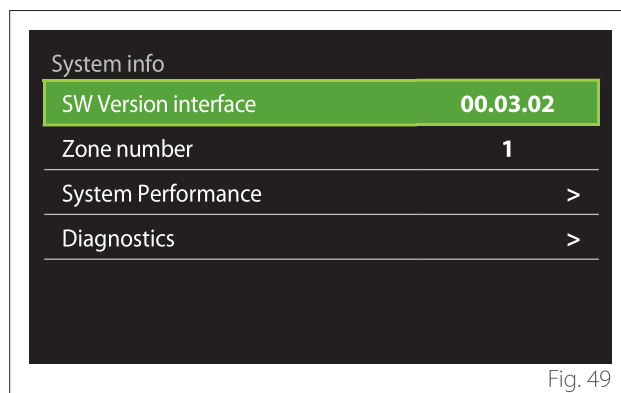 System info
SW Version interface 00.03.02
Zone number 1
System Performance >
Diagnostics >
Fig. 49